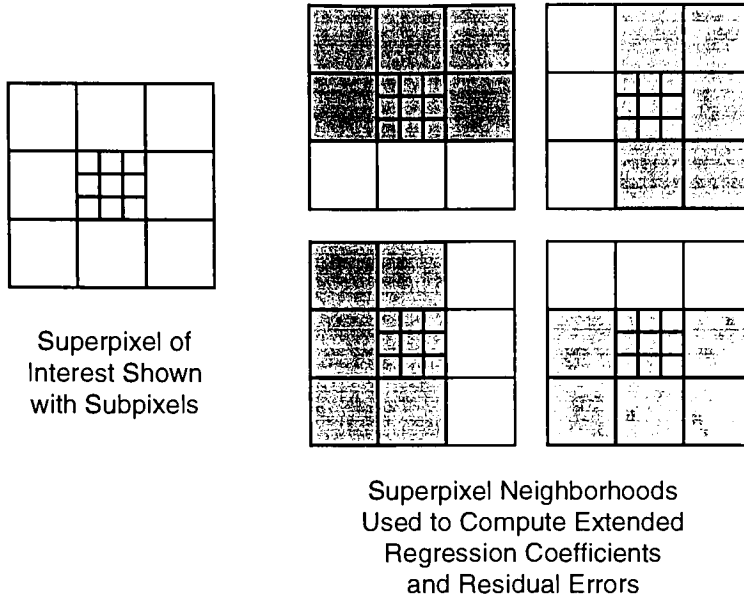 Superpixel of
Interest Shown
with Subpixels
Superpixel Neighborhoods
Used to Compute Extended
Regression Coefficients
and Residual Errors